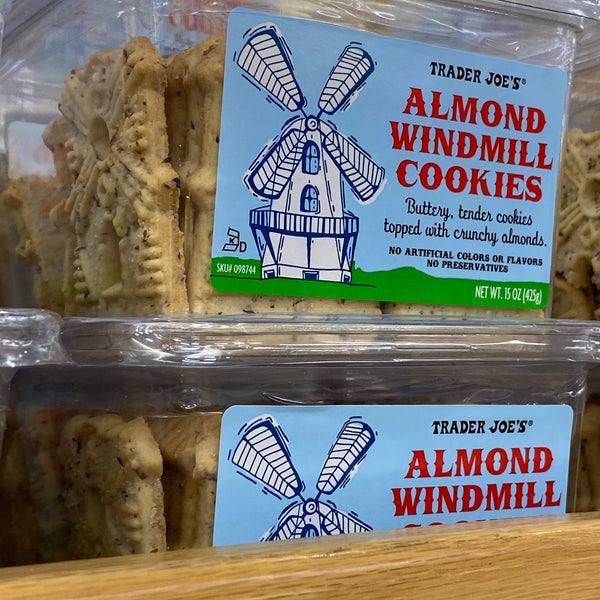 TRADER JOE'S®
ALMOND
WINDMILL
COOKIES
Buttery, tender cookies
topped with crunchy almonds.
NO ARTIFICIAL COLORS OR FLAVORS
NO PRESERVATIVES
K D
SKU# 098744
NET WT. 15 OZ (425g)
TRADER JOE'S®
ALMOND
WINDMILL
COOKIES